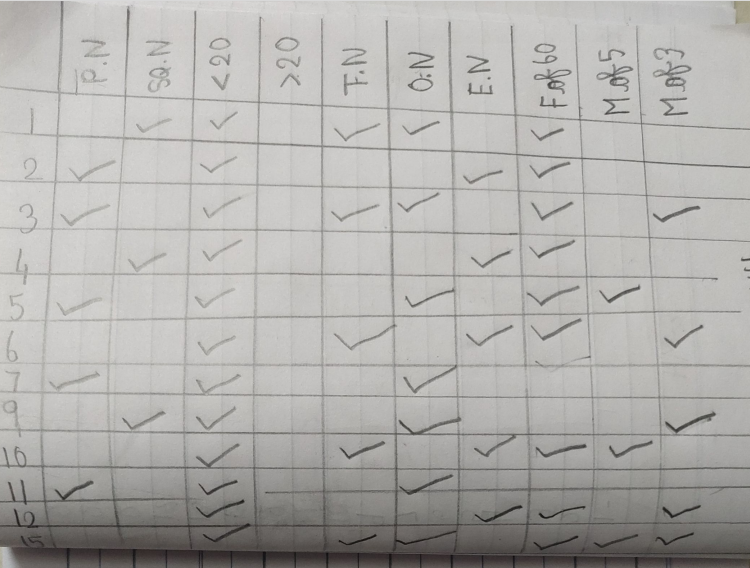 P.N SQ.N <20 >20 T.N O.N E.N F.of 60 M.of 5 M.of 3
1 ✓ ✓ ✓ ✓ ✓
2 ✓ ✓ ✓ ✓
3 ✓ ✓ ✓ ✓ ✓ ✓
4 ✓ ✓ ✓ ✓
5 ✓ ✓ ✓ ✓ ✓
6 ✓ ✓ ✓ ✓ ✓
7 ✓ ✓ ✓
9 ✓ ✓ ✓ ✓
10 ✓ ✓ ✓ ✓ ✓
11 ✓ ✓ ✓
12 ✓ ✓ ✓ ✓
15 ✓ ✓ ✓ ✓ ✓ ✓